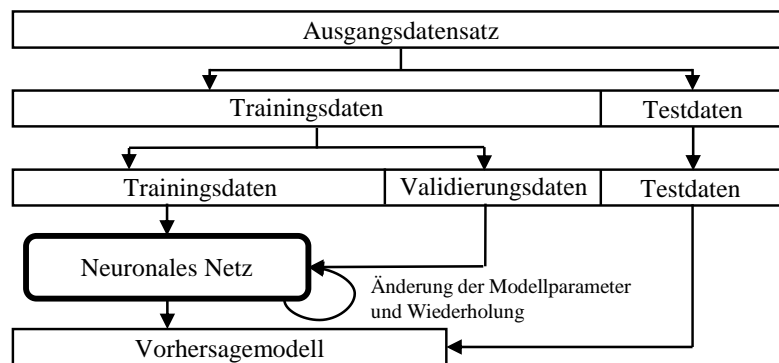 Ausgangsdatensatz
Trainingsdaten
Testdaten
Trainingsdaten
Validierungsdaten
Testdaten
Neuronales Netz
Änderung der Modellparameter
und Wiederholung
Vorhersagemodell